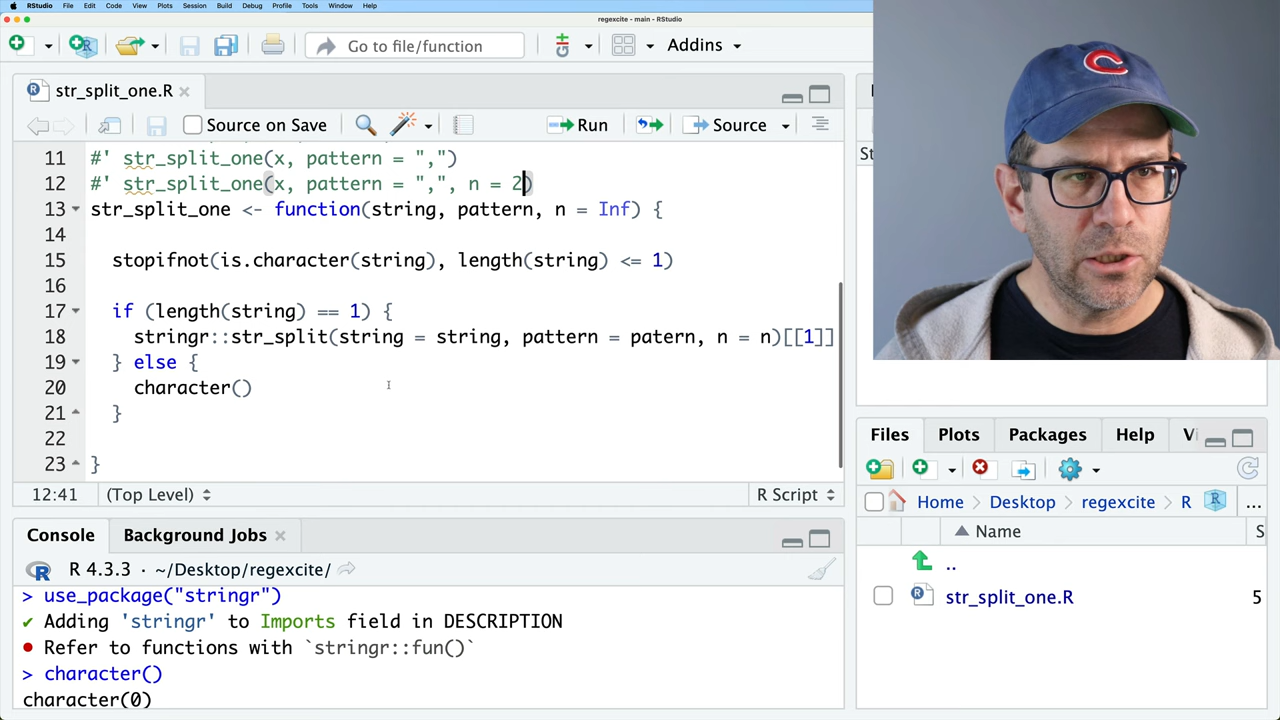 RStudio File Edit Code View Plots Session Build Debug Profile Tools Window Help
regexcite - main - RStudio
Go to file/function Addins
str_split_one.R
Source on Save Run Source
11 #' str_split_one(x, pattern = ",")
12 #' str_split_one(x, pattern = ",", n = 2)
13 str_split_one <- function(string, pattern, n = Inf) {
14
15 stopifnot(is.character(string), length(string) <= 1)
16
17 if (length(string) == 1) {
18 stringr::str_split(string = string, pattern = patern, n = n)[[1]]
19 } else {
20 character()
21 }
22
23 }
12:41 (Top Level) R Script
Console Background Jobs
R 4.3.3 · ~/Desktop/regexcite/
> use_package("stringr")
✔ Adding 'stringr' to Imports field in DESCRIPTION
● Refer to functions with `stringr::fun()`
> character()
character(0)
St
Files Plots Packages Help Vi
Home Desktop regexcite R ...
Name S
..
str_split_one.R 5
C